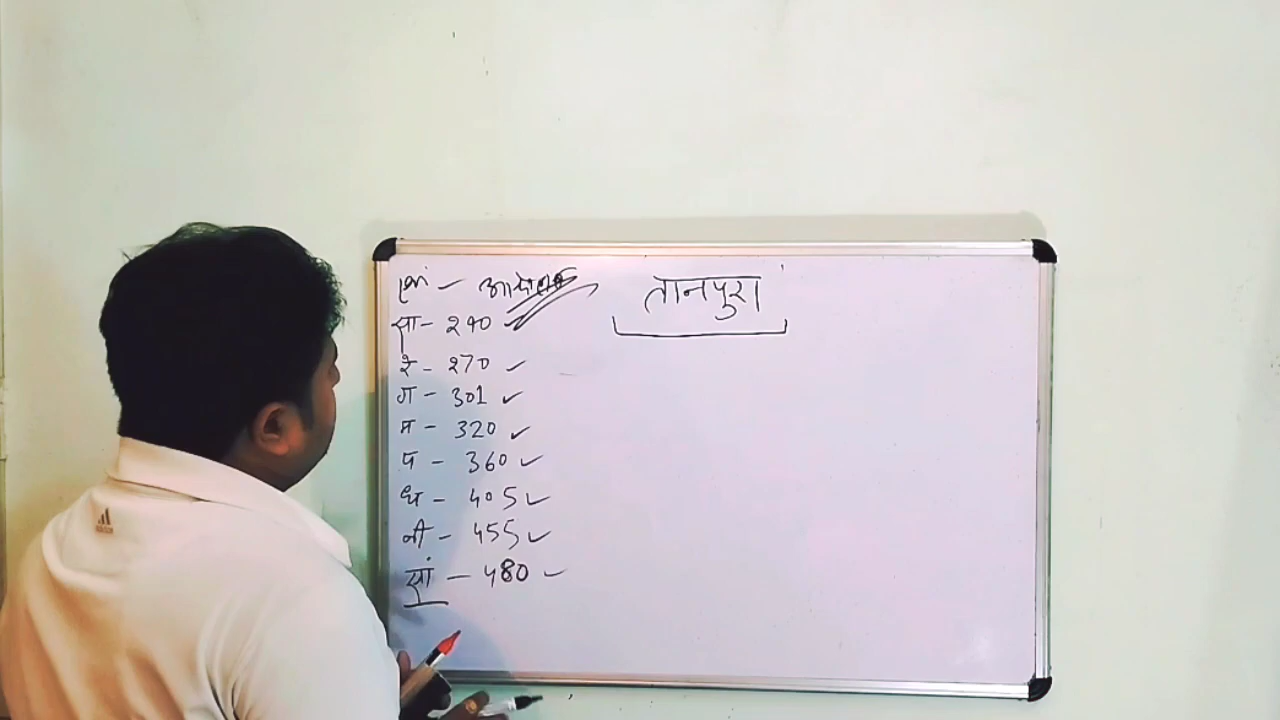 तानपुरा
सा - 240
रे - 270
ग - 301
म - 320
प - 360
ध - 405
नी - 455
सां - 480